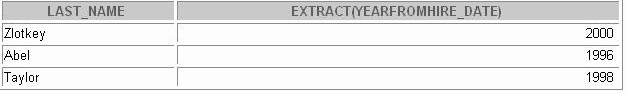 LAST_NAME EXTRACT(YEARFROMHIRE_DATE)
Zlotkey 2000
Abel 1996
Taylor 1998